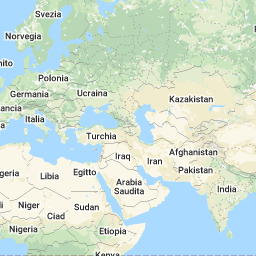 Svezia
Norvegia
nito
Polonia
Germania
Ucraina
Kazakistan
ancia
Italia
Turchia
Afghanistan
Iraq
Iran
Pakistan
geria
Libia
Egitto
Arabia
Saudita
India
Niger
Ciad
Sudan
Nigeria
Etiopia
Kenya